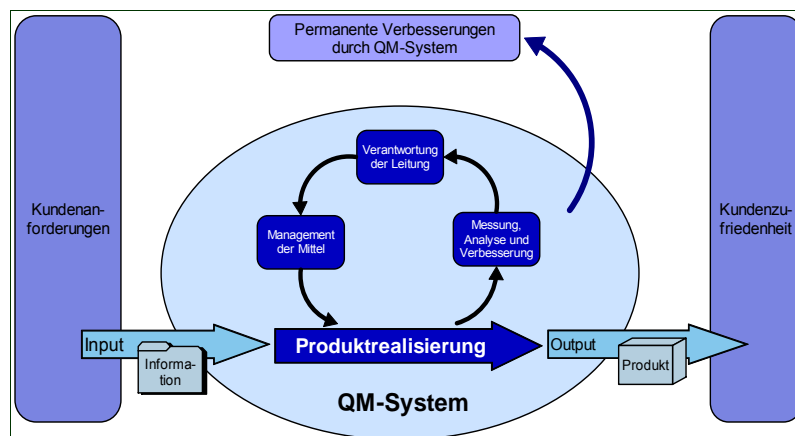 Permanente Verbesserungen
durch QM-System
Kundenan-
forderungen
Verantwortung
der Leitung
Management
der Mittel
Messung,
Analyse und
Verbesserung
Kundenzu-
friedenheit
Input
Informa-
tion
Produktrealisierung
Output
Produkt
QM-System